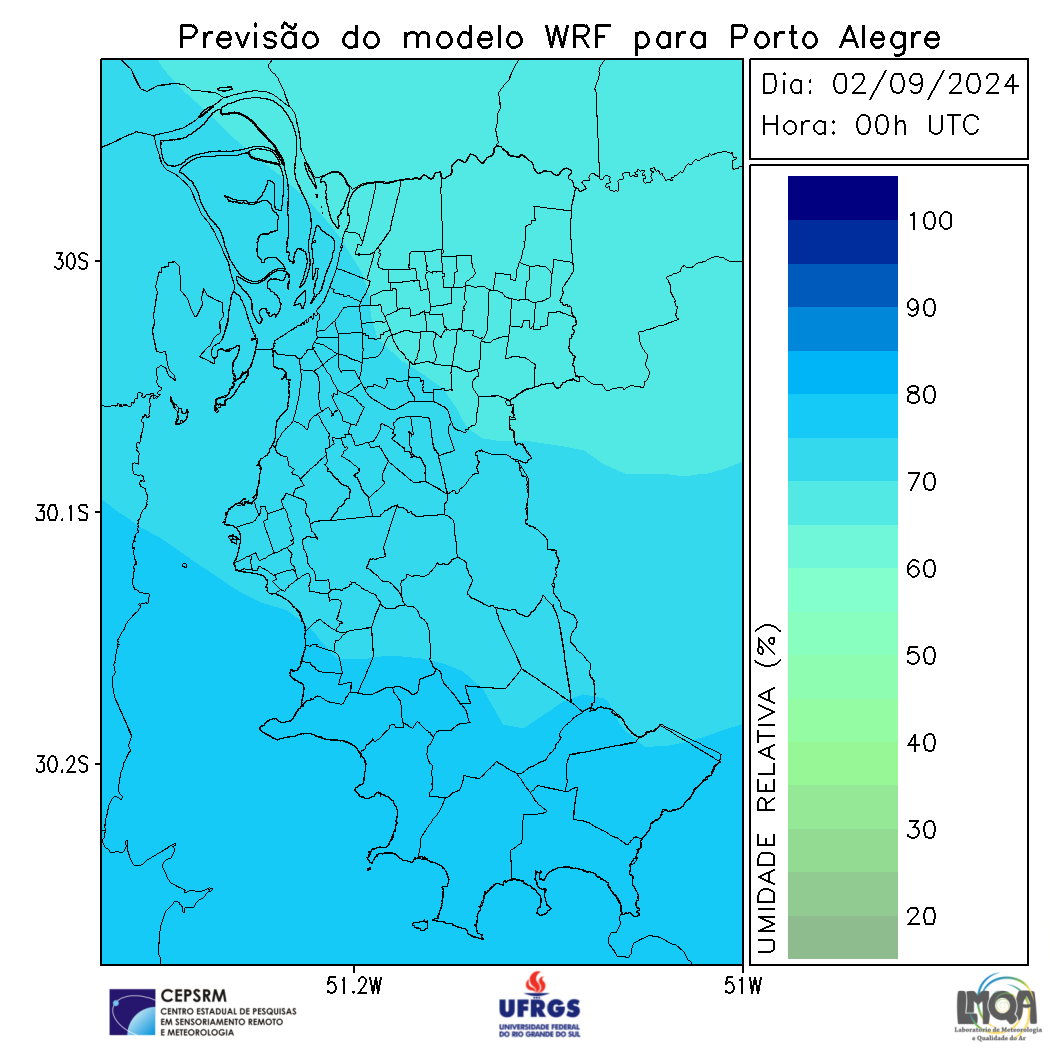 Previsão do modelo WRF para Porto Alegre
Dia: 02/09/2024
Hora: 00h UTC
100
90
80
70
60
50
40
30
20
UMIDADE RELATIVA (%)
30S
30.1S
30.2S
51.2W
51W
CEPSRM
CENTRO ESTADUAL DE PESQUISAS
EM SENSORIAMENTO REMOTO
E METEOROLOGIA
UFRGS
UNIVERSIDADE FEDERAL
DO RIO GRANDE DO SUL
LMQA
Laboratório de Meteorologia
e Qualidade do Ar